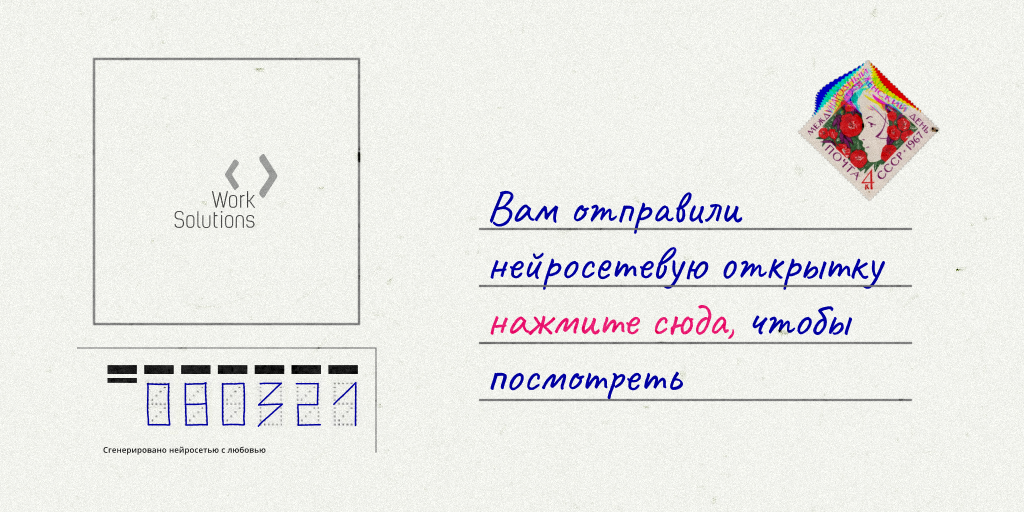 МЕЖДУНАРОДНЫЙ ЖЕНСКИЙ ДЕНЬ
ПОЧТА СССР·1967
4
к
Work
Solutions
Вам отправили
нейросетевую открытку
нажмите сюда, чтобы
посмотреть
080321
Сгенерировано нейросетью с любовью